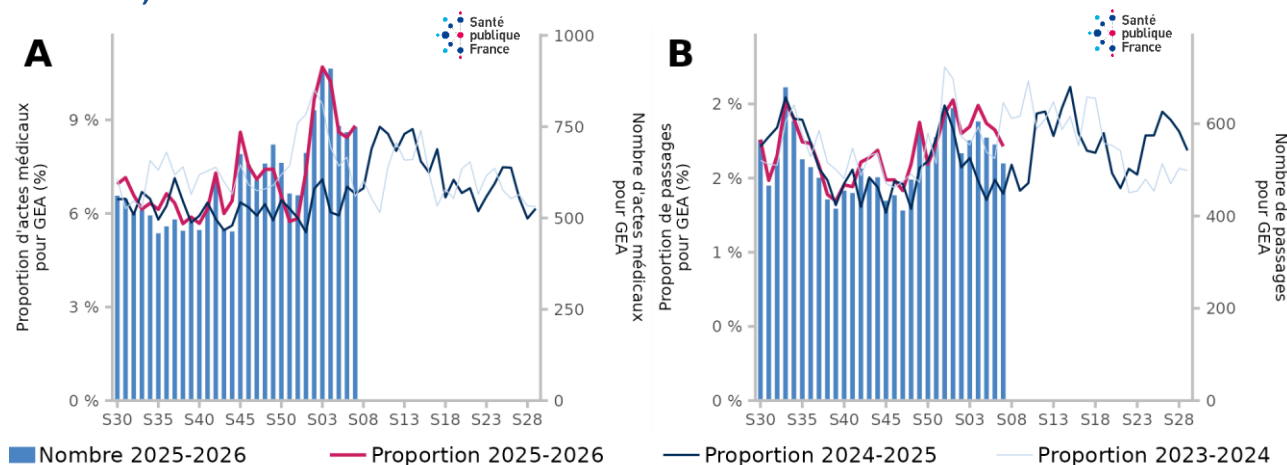 Santé
publique
France
A
Proportion d'actes médicaux
pour GEA (%)
9 %
6 %
3 %
0 %
1000
750
500
250
0
Nombre d'actes médicaux
pour GEA
S30 S35 S40 S45 S50 S03 S08 S13 S18 S23 S28
Santé
publique
France
B
Proportion de passages
pour GEA (%)
2 %
2 %
1 %
0 %
0 %
600
400
200
0
Nombre de passages
pour GEA
S30 S35 S40 S45 S50 S03 S08 S13 S18 S23 S28
Nombre 2025-2026 Proportion 2025-2026 Proportion 2024-2025 Proportion 2023-2024